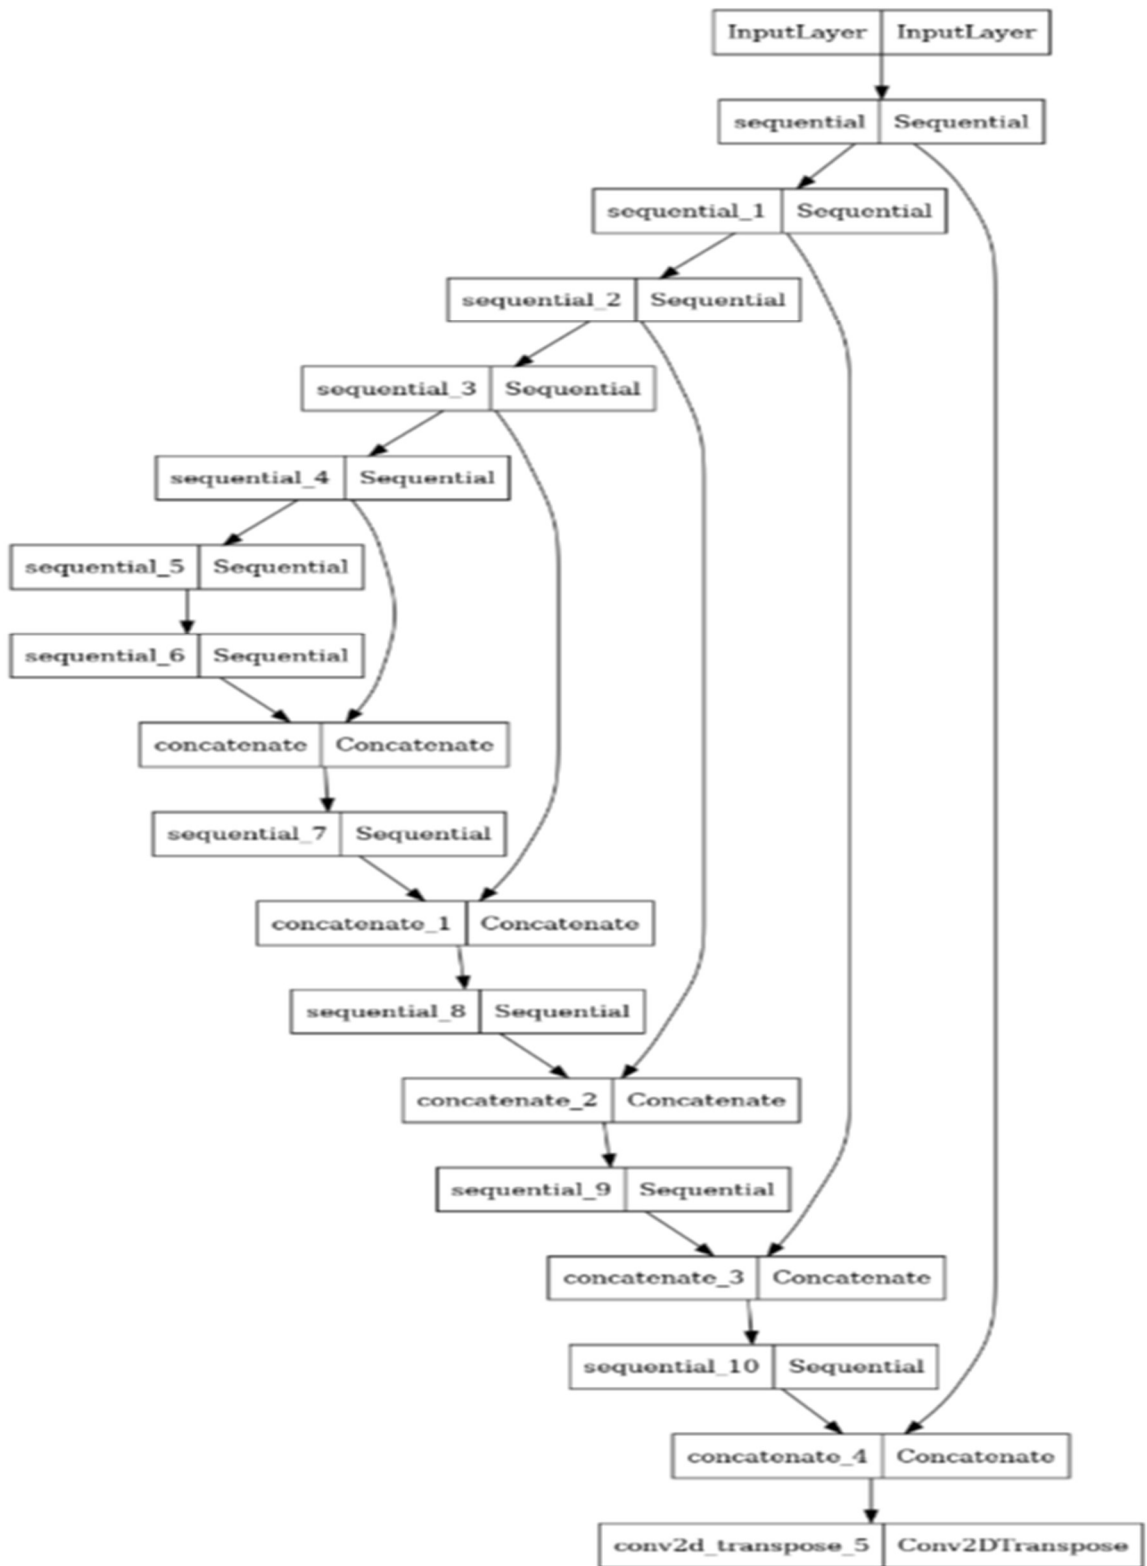 InputLayer InputLayer
sequential Sequential
sequential_1 Sequential
sequential_2 Sequential
sequential_3 Sequential
sequential_4 Sequential
sequential_5 Sequential
sequential_6 Sequential
concatenate Concatenate
sequential_7 Sequential
concatenate_1 Concatenate
sequential_8 Sequential
concatenate_2 Concatenate
sequential_9 Sequential
concatenate_3 Concatenate
sequential_10 Sequential
concatenate_4 Concatenate
conv2d_transpose_5 Conv2DTranspose